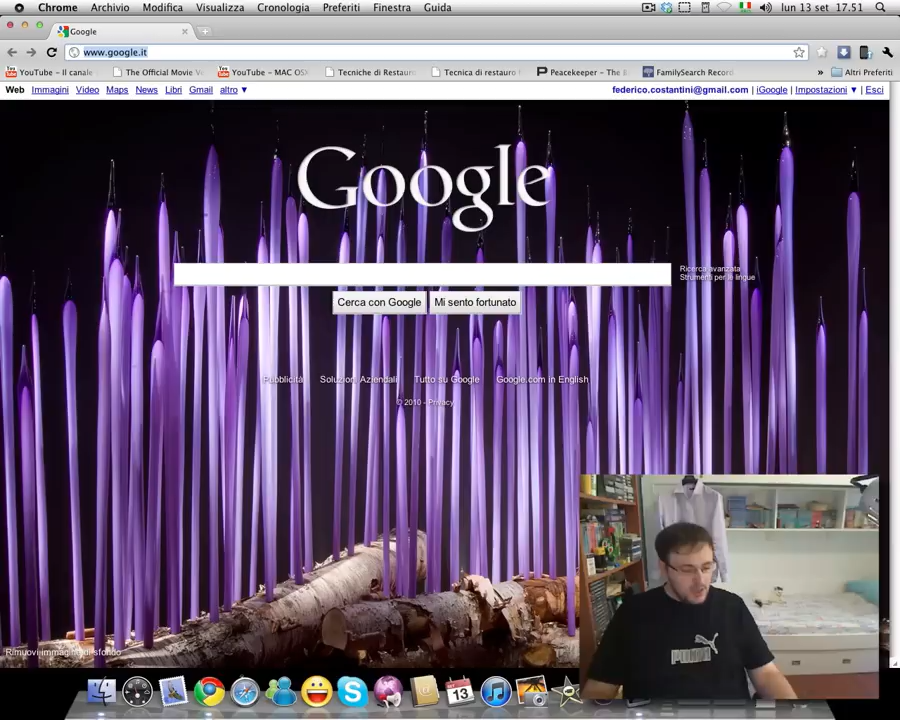 Chrome Archivio Modifica Visualizza Cronologia Preferiti Finestra Guida lun 13 set 17.51
Google
www.google.it
YouTube - Il canale YouTube - MAC OS Tecniche di Restauro Tecnica di restauro Peacekeeper - The FamilySearch Record » Altri Preferiti
The Official Movie
Web Immagini Video Maps News Libri Gmail altro ▼ federico.costantini@gmail.com | iGoogle | Impostazioni ▼ | Esci
Google
Ricerca avanzata
Strumenti per le lingue
Cerca con Google Mi sento fortunato
Pubblicità Soluzioni Aziendali Tutto su Google Google.com in English
© 2010 - Privacy
PUMA
Rimuovi immagine di sfondo
13